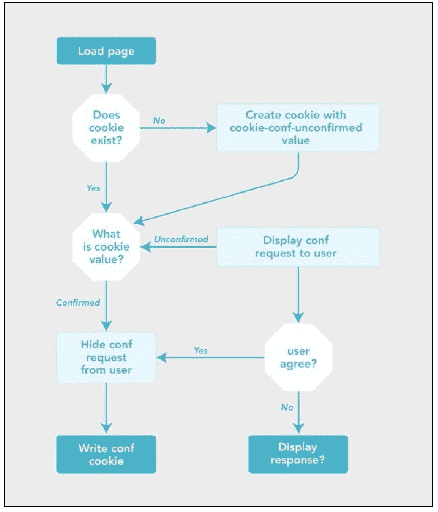 Load page
Does
cookie
exist?
No
Create cookie with
cookie-conf-unconfirmed
value
Yes
What
is cookie
value?
Unconfirmed
Display conf
request to user
Confirmed
Hide conf
request
from user
Yes
user
agree?
No
Write conf
cookie
Display
response?